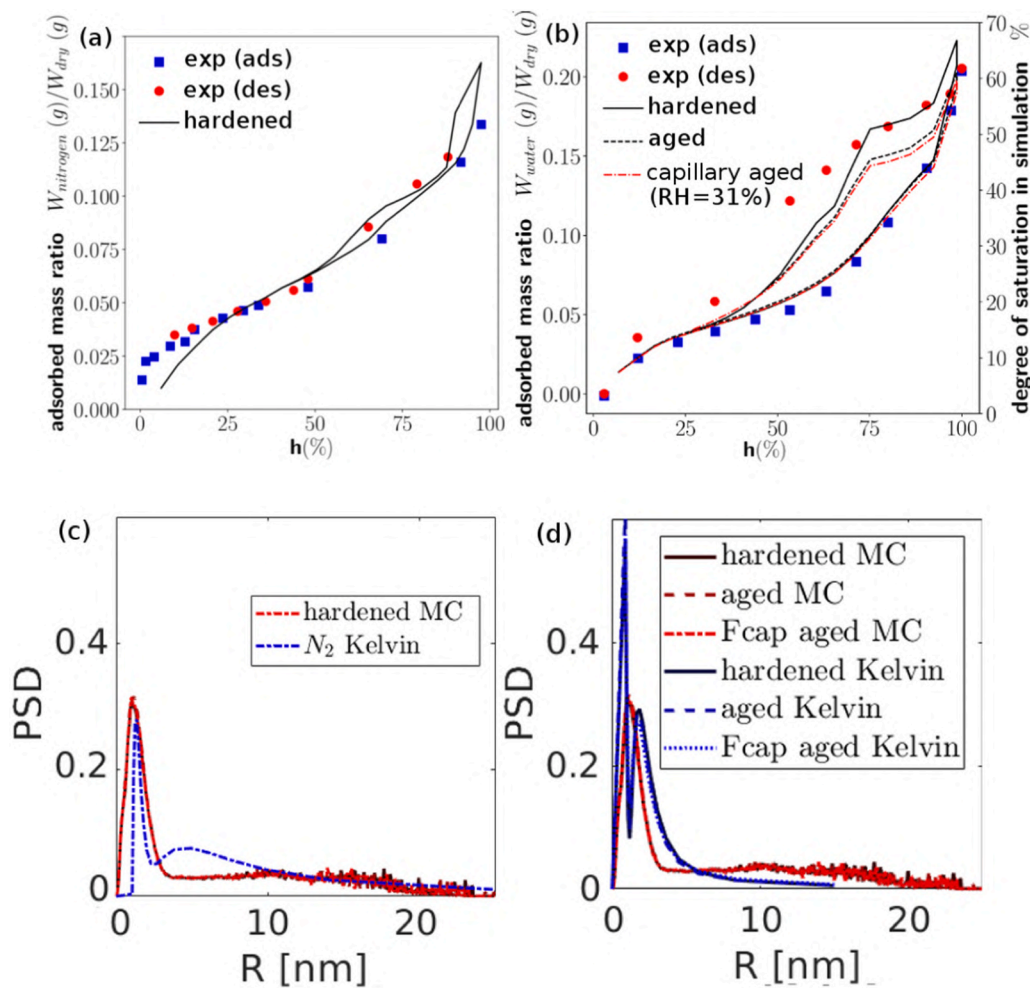 (a)
adsorbed mass ratio W_nitrogen (g)/W_dry (g)
exp (ads)
exp (des)
hardened
0.150
0.125
0.100
0.075
0.050
0.025
0.000
0 25 50 75 100
h(%)
(b)
adsorbed mass ratio W_water (g)/W_dry (g)
exp (ads)
exp (des)
hardened
aged
capillary aged
(RH=31%)
0.20
0.15
0.10
0.05
0.00
0 25 50 75 100
h(%)
70
60
50
40
30
20
10
0
degree of saturation in simulation %
(c)
hardened MC
N₂ Kelvin
PSD
0.4
0.2
0
0 10 20
R [nm]
(d)
hardened MC
aged MC
Fcap aged MC
hardened Kelvin
aged Kelvin
Fcap aged Kelvin
PSD
0.4
0.2
0
0 10 20
R [nm]